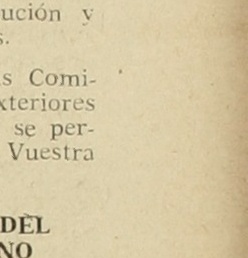 ución y
s.
s Comi-
xteriores
se per-
Vuestra
DEL
NO